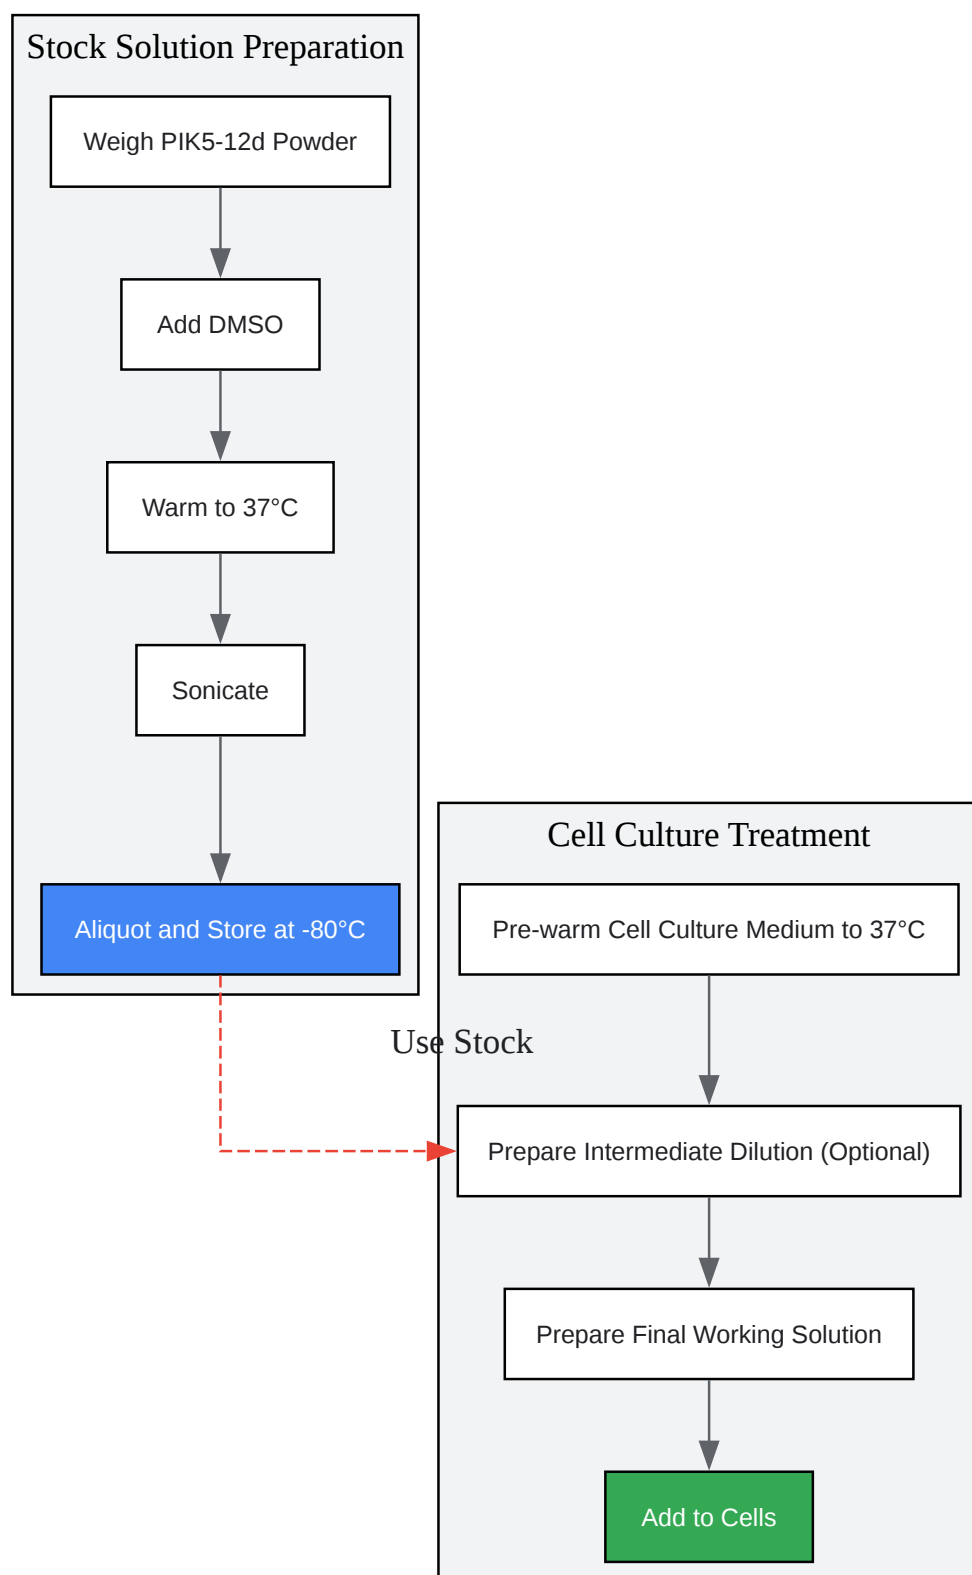 Stock Solution Preparation
Weigh PIK5-12d Powder
Add DMSO
Warm to 37°C
Sonicate
Aliquot and Store at -80°C
Use Stock
Cell Culture Treatment
Pre-warm Cell Culture Medium to 37°C
Prepare Intermediate Dilution (Optional)
Prepare Final Working Solution
Add to Cells